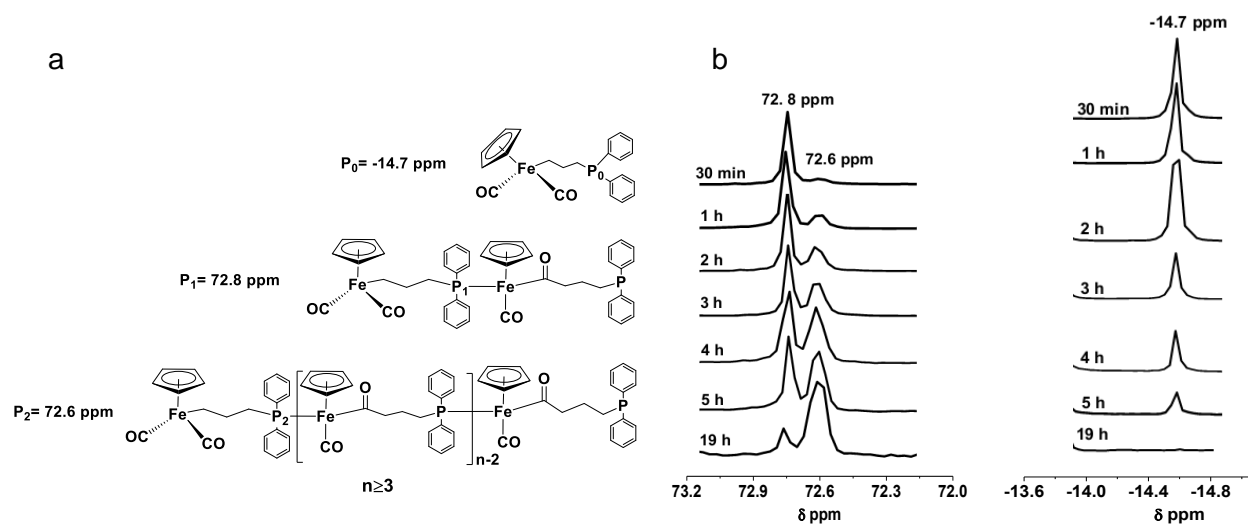 a
P0= -14.7 ppm
Fe
P0
OC
CO
P1= 72.8 ppm
Fe
P1
Fe
O
P
OC
CO
CO
P2= 72.6 ppm
Fe
P2
Fe
O
P
Fe
O
P
OC
CO
CO
CO
n-2
n≥3
b
72. 8 ppm
72.6 ppm
30 min
1 h
2 h
3 h
4 h
5 h
19 h
73.2 72.9 72.6 72.3 72.0
δ ppm
-14.7 ppm
30 min
1 h
2 h
3 h
4 h
5 h
19 h
-13.6 -14.0 -14.4 -14.8
δ ppm